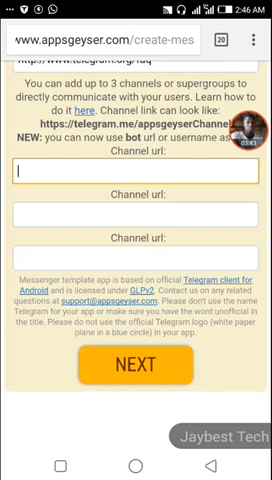 2:46 AM
www.appsgeyser.com/create-mes
20
http://www.telegram.org/faq
You can add up to 3 channels or supergroups to
directly communicate with your users. Learn how to
do it here. Channel link can look like:
https://telegram.me/appsgeyserChannel
NEW: you can now use bot url or username as
03:43
Channel url:
Channel url:
Channel url:
Messenger template app is based on official Telegram client for
Android and is licensed under GLPv2. Contact us on any related
questions at support@appsgeyser.com. Please don't use the name
Telegram for your app or make sure you have the word unofficial in
the title. Please do not use the official Telegram logo (white paper
plane in a blue circle) in your app.
NEXT
Jaybest Tech